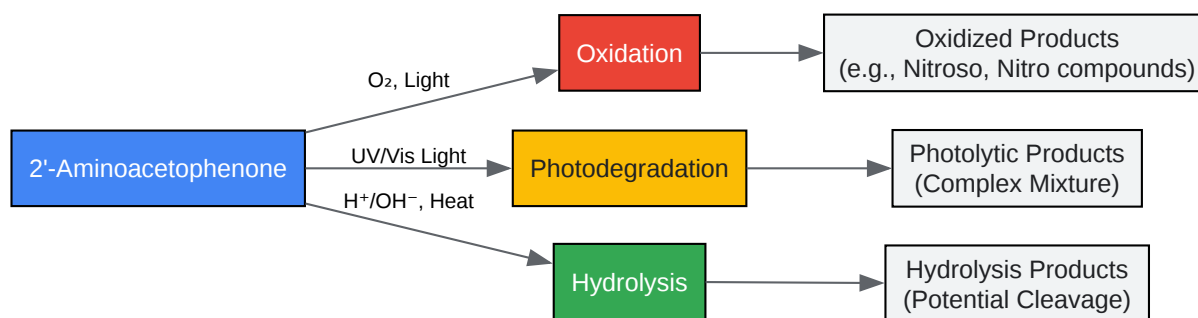 Oxidation
Oxidized Products
(e.g., Nitroso, Nitro compounds)
O₂, Light
2'-Aminoacetophenone
UV/Vis Light
Photodegradation
Photolytic Products
(Complex Mixture)
H⁺/OH⁻, Heat
Hydrolysis
Hydrolysis Products
(Potential Cleavage)